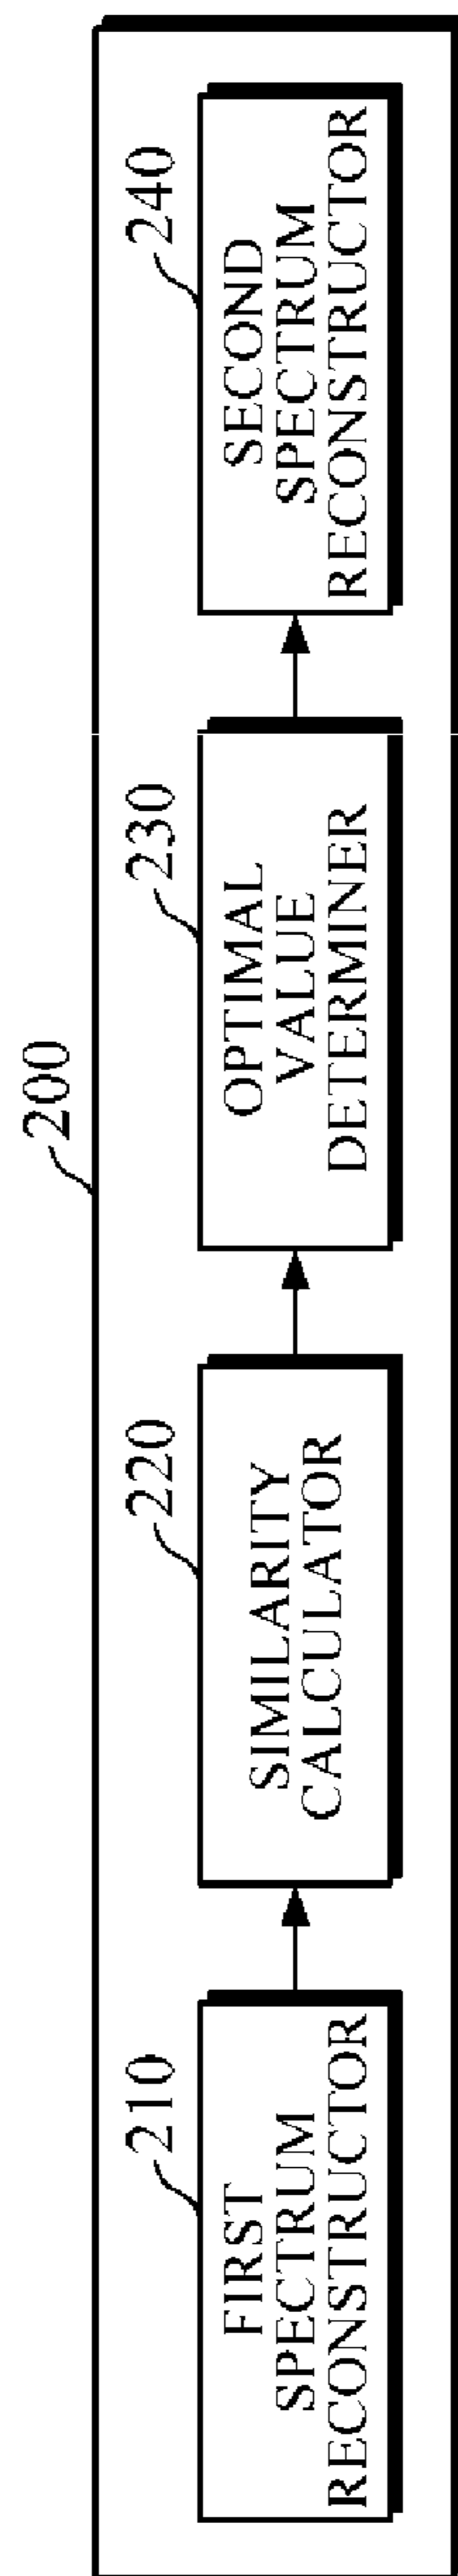 200
210
FIRST
SPECTRUM
RECONSTRUCTOR
220
SIMILARITY
CALCULATOR
230
OPTIMAL
VALUE
DETERMINER
240
SECOND
SPECTRUM
RECONSTRUCTOR